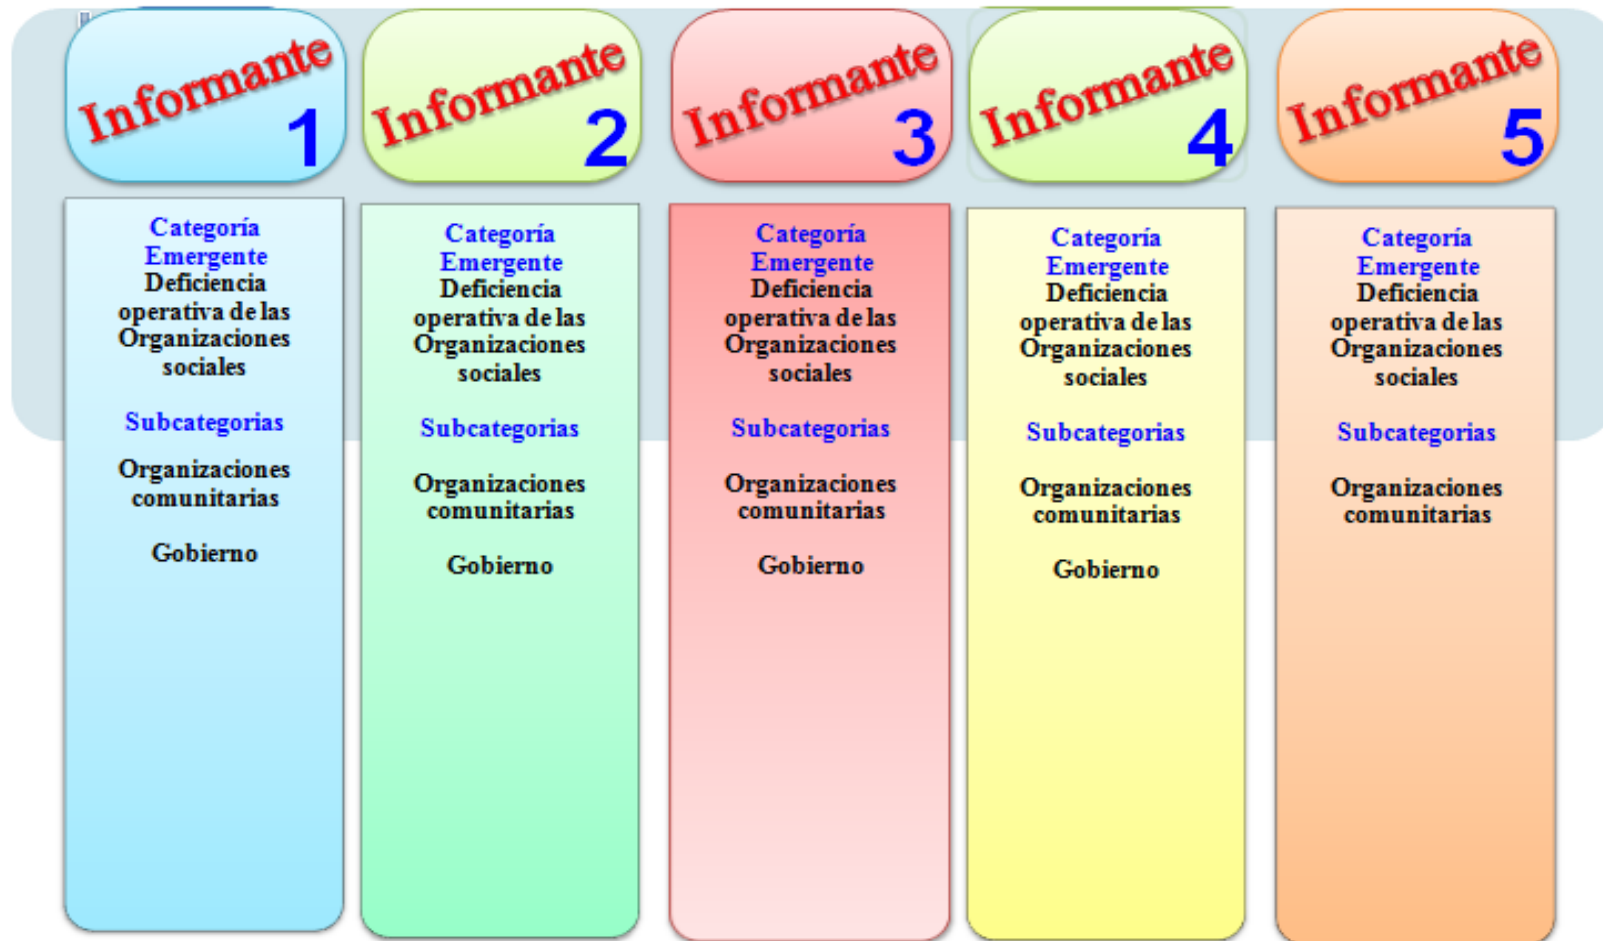 Informante
1
Informante
2
Informante
3
Informante
4
Informante
5
Categoría
Emergente
Deficiencia
operativa de las
Organizaciones
sociales
Subcategorias
Organizaciones
comunitarias
Gobierno
Categoría
Emergente
Deficiencia
operativa de las
Organizaciones
sociales
Subcategorias
Organizaciones
comunitarias
Gobierno
Categoría
Emergente
Deficiencia
operativa de las
Organizaciones
sociales
Subcategorias
Organizaciones
comunitarias
Gobierno
Categoría
Emergente
Deficiencia
operativa de las
Organizaciones
sociales
Subcategorias
Organizaciones
comunitarias
Gobierno
Categoría
Emergente
Deficiencia
operativa de las
Organizaciones
sociales
Subcategorias
Organizaciones
comunitarias